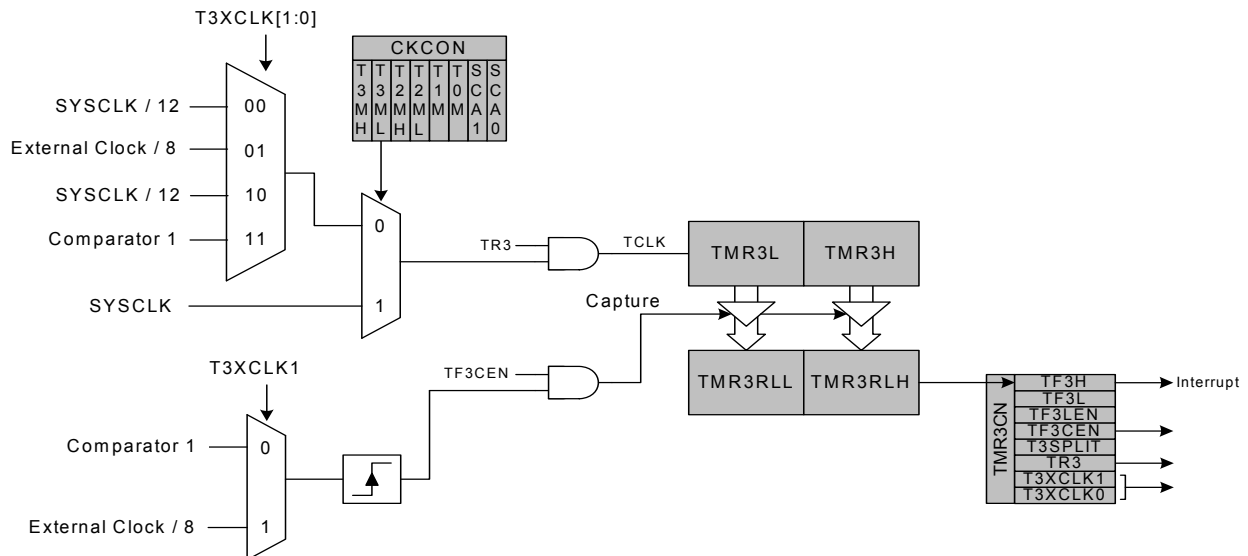 T3XCLK[1:0]
SYSCLK / 12
00
External Clock / 8
01
SYSCLK / 12
10
Comparator 1
11
CKCON
T3MH
T3ML
T2MH
T2ML
T1M
T0M
SCA1
SCA0
0
SYSCLK
1
TR3
TCLK
TMR3L
TMR3H
Capture
TF3CEN
TMR3RLL
TMR3RLH
T3XCLK1
Comparator 1
0
External Clock / 8
1
TMR3CN
TF3H
Interrupt
TF3L
TF3LEN
TF3CEN
T3SPLIT
TR3
T3XCLK1
T3XCLK0